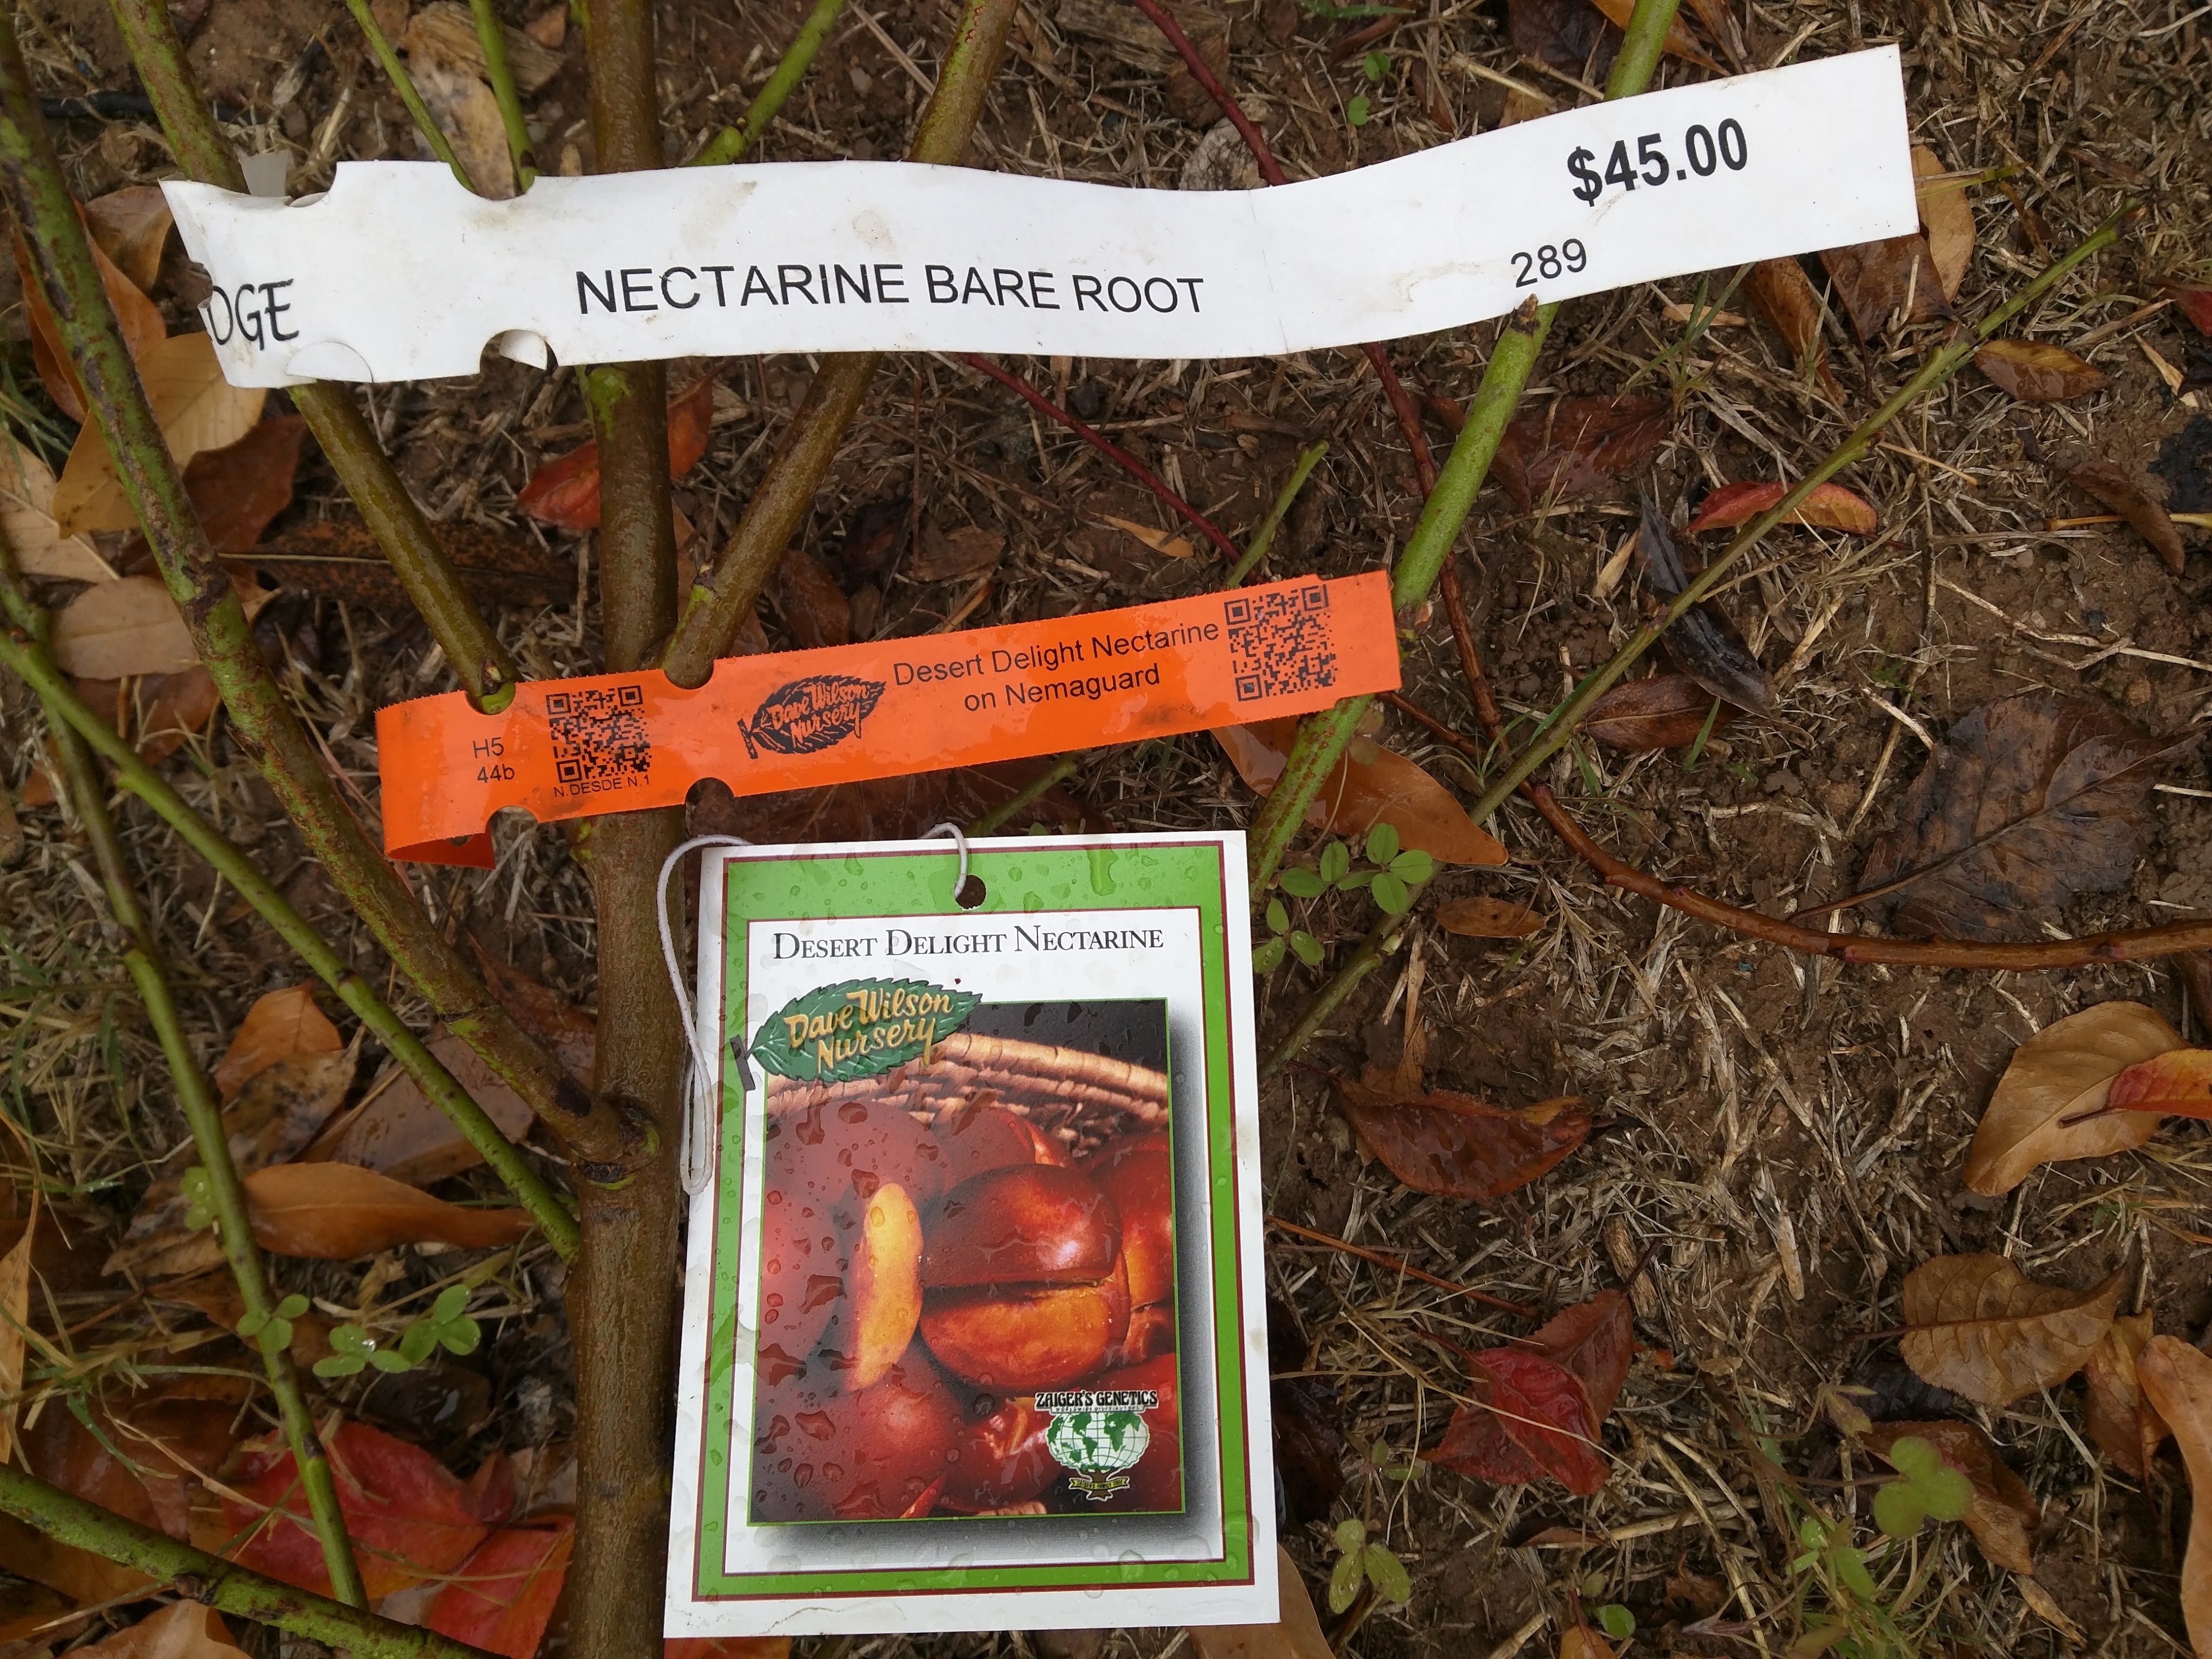 $45.00
DGE
NECTARINE BARE ROOT
289
Desert Delight Nectarine
on Nemaguard
Dave Wilson
Nursery
H5
44b
N.DESDE.N.1
DESERT DELIGHT NECTARINE
Dave Wilson
Nursery
ZAIGER'S GENETICS